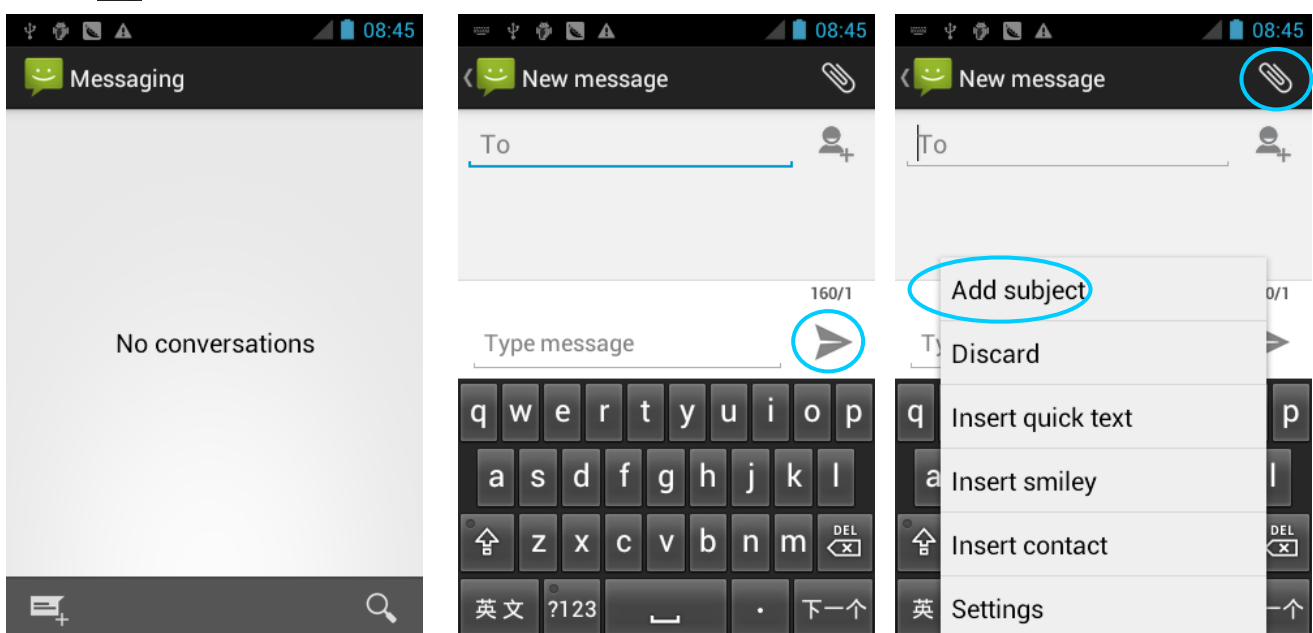 08:45
Messaging
No conversations
08:45
New message
To
160/1
Type message
q w e r t y u i o p
a s d f g h j k l
z x c v b n m DEL
英文 ?123 . 下一个
08:45
New message
To
Add subject
0/1
Discard
Ty
q
Insert quick text
p
a
Insert smiley
l
Insert contact
DEL
英
Settings
一个